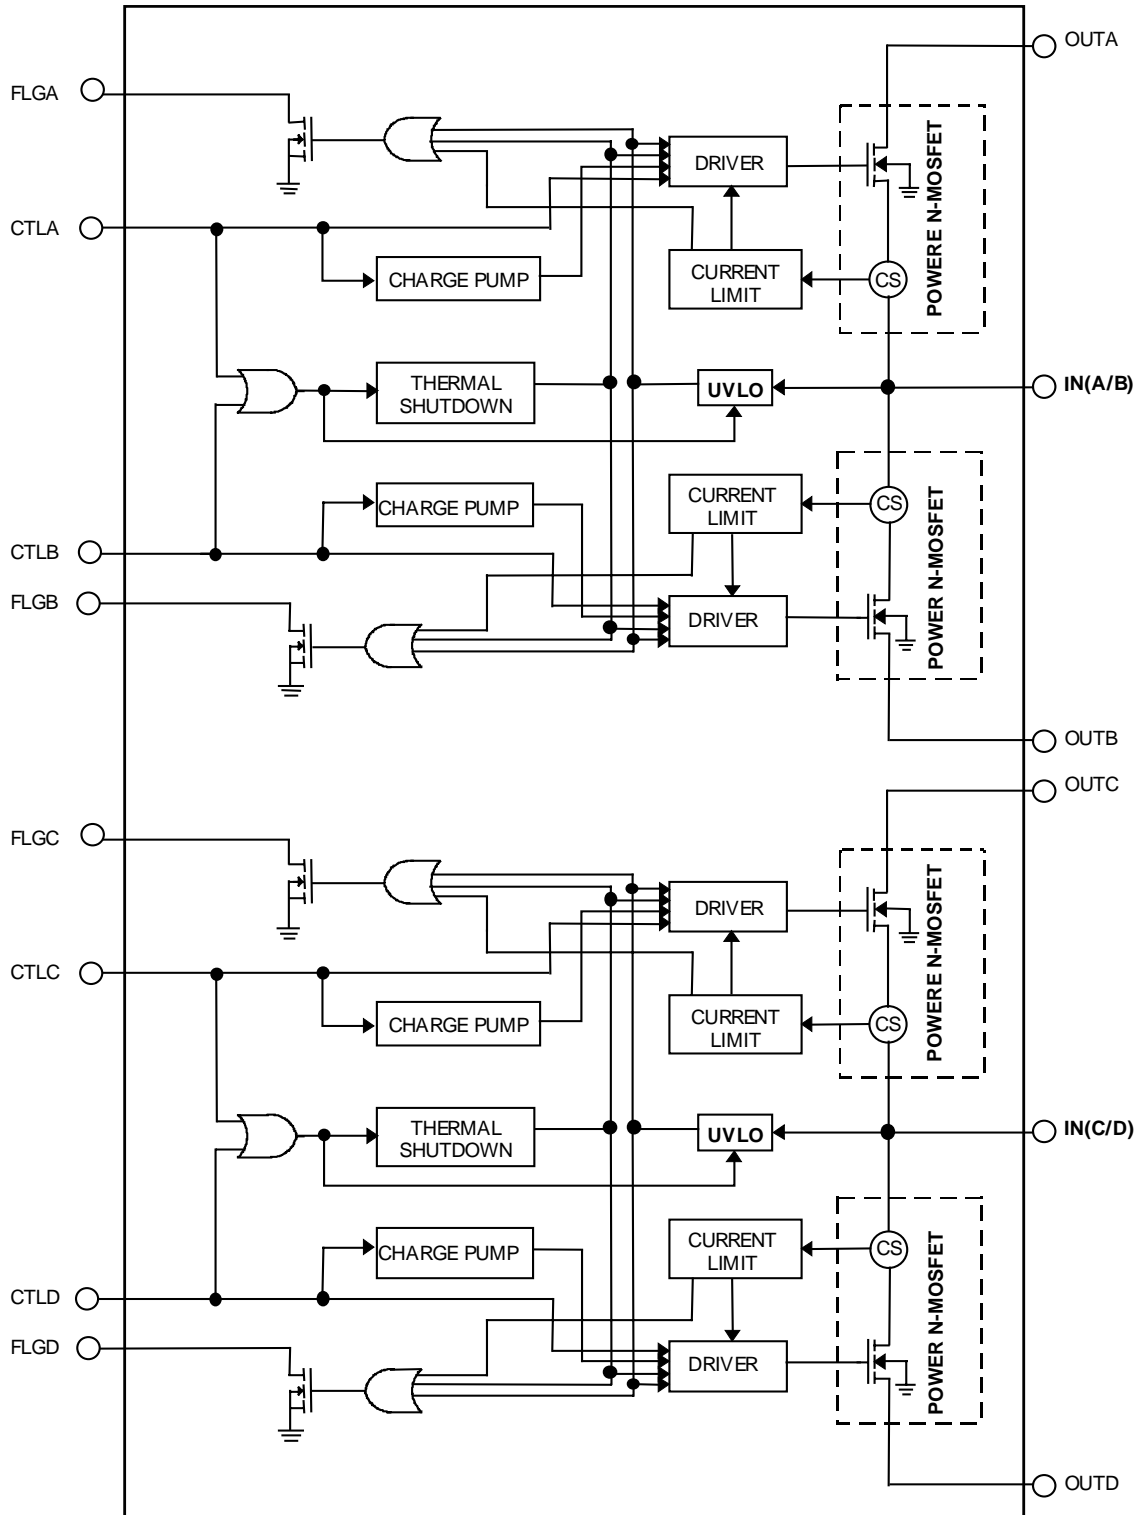 OUTA
FLGA
DRIVER
POWERE N-MOSFET
CTLA
CHARGE PUMP
CURRENT
LIMIT
CS
THERMAL
SHUTDOWN
UVLO
IN(A/B)
CHARGE PUMP
CURRENT
LIMIT
CS
POWER N-MOSFET
CTLB
FLGB
DRIVER
OUTB
OUTC
FLGC
DRIVER
POWERE N-MOSFET
CTLC
CHARGE PUMP
CURRENT
LIMIT
CS
THERMAL
SHUTDOWN
UVLO
IN(C/D)
CHARGE PUMP
CURRENT
LIMIT
CS
POWER N-MOSFET
CTLD
FLGD
DRIVER
OUTD